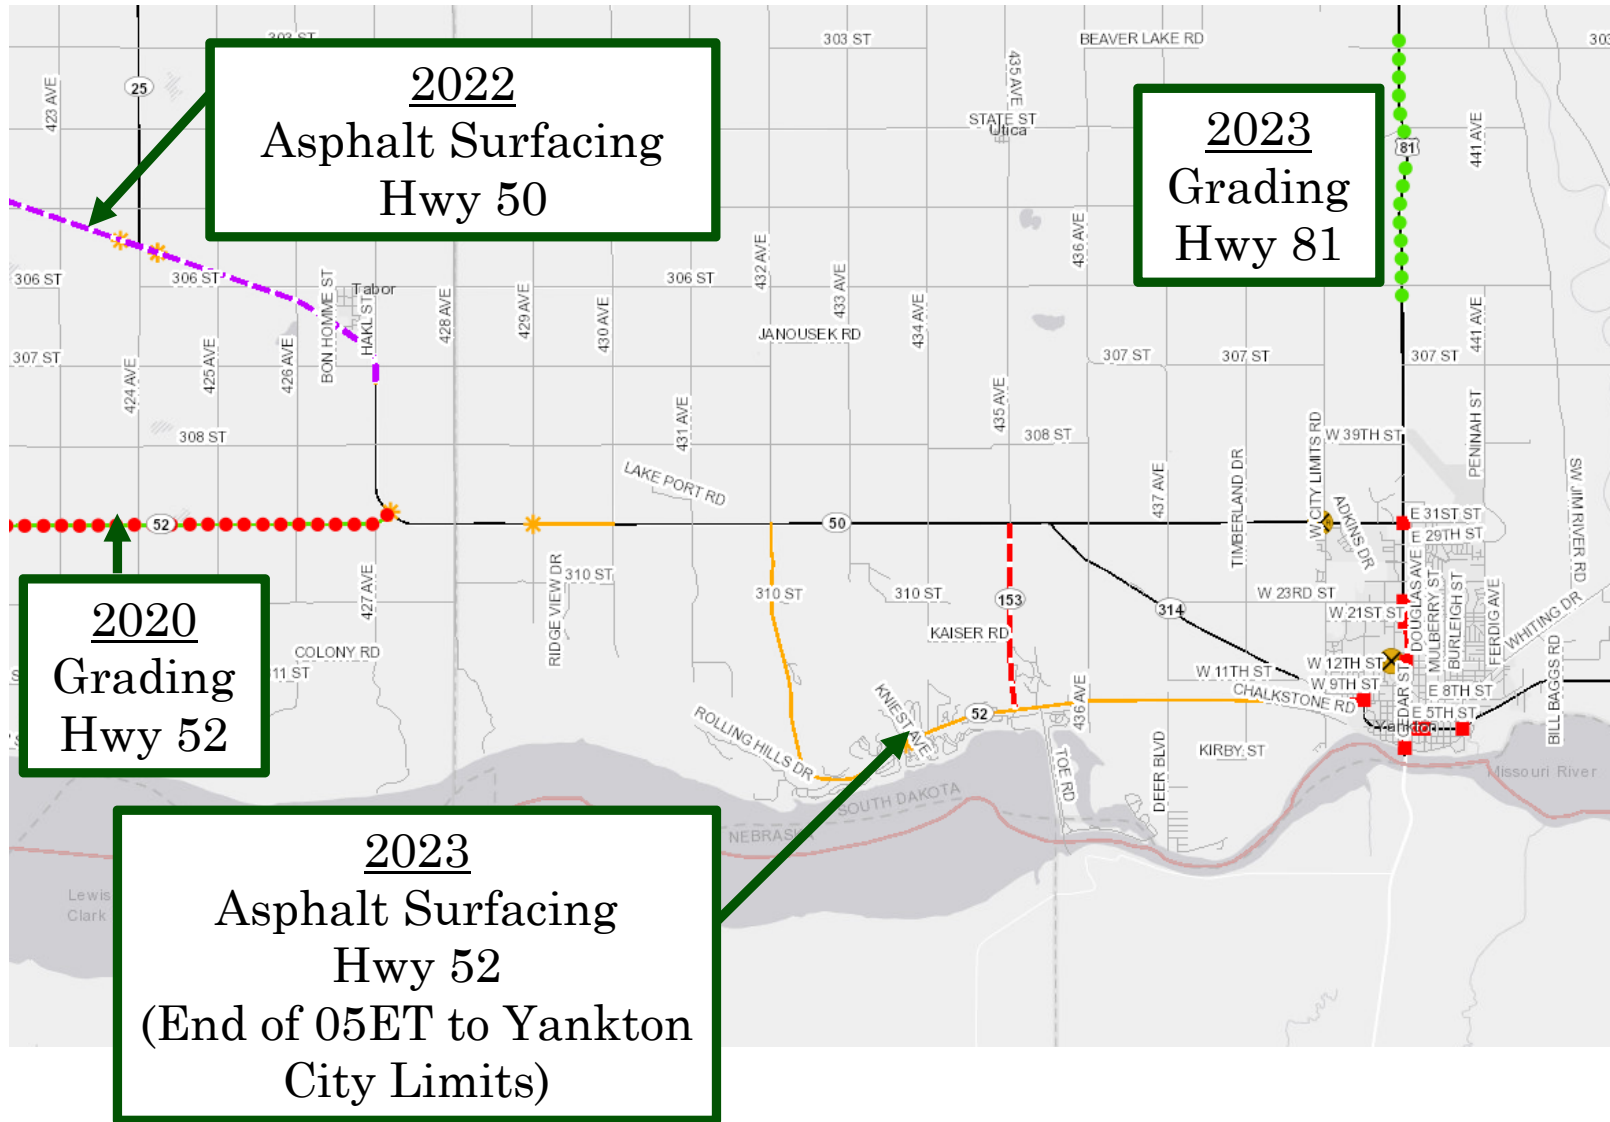 303 ST
303 ST
BEAVER LAKE RD
303
423 AVE
25
2022
Asphalt Surfacing
Hwy 50
435 AVE
STATE ST
Utica
2023
Grading
Hwy 81
81
441 AVE
306 ST
306 ST
306 ST
432 AVE
436 AVE
Tabor
BON HOMME ST
HAKL ST
428 AVE
429 AVE
430 AVE
433 AVE
434 AVE
JANOUSEK RD
441 AVE
307 ST
424 AVE
425 AVE
426 AVE
307 ST
307 ST
307 ST
435 AVE
308 ST
431 AVE
308 ST
W 39TH ST
PENINAH ST
LAKE PORT RD
437 AVE
TIMBERLAND DR
W CITY LIMITS RD
ADKINS DR
SW JIM RIVER RD
52
50
E 31ST ST
E 29TH ST
427 AVE
RIDGE VIEW DR
310 ST
310 ST
310 ST
153
314
W 23RD ST
W 21ST ST
DOUGLAS AVE
MULBERRY ST
BURLEIGH ST
FERDIG AVE
WHITING DR
2020
Grading
Hwy 52
COLONY RD
11 ST
KAISER RD
W 11TH ST
W 12TH ST
W 9TH ST
E 8TH ST
CHALKSTONE RD
CEDAR ST
E 5TH ST
Yankton
BILL BAGGS RD
ROLLING HILLS DR
KNIEST AVE
52
436 AVE
TOE RD
DEER BLVD
KIRBY ST
Missouri River
SOUTH DAKOTA
NEBRASKA
Lewis
Clark
2023
Asphalt Surfacing
Hwy 52
(End of 05ET to Yankton
City Limits)